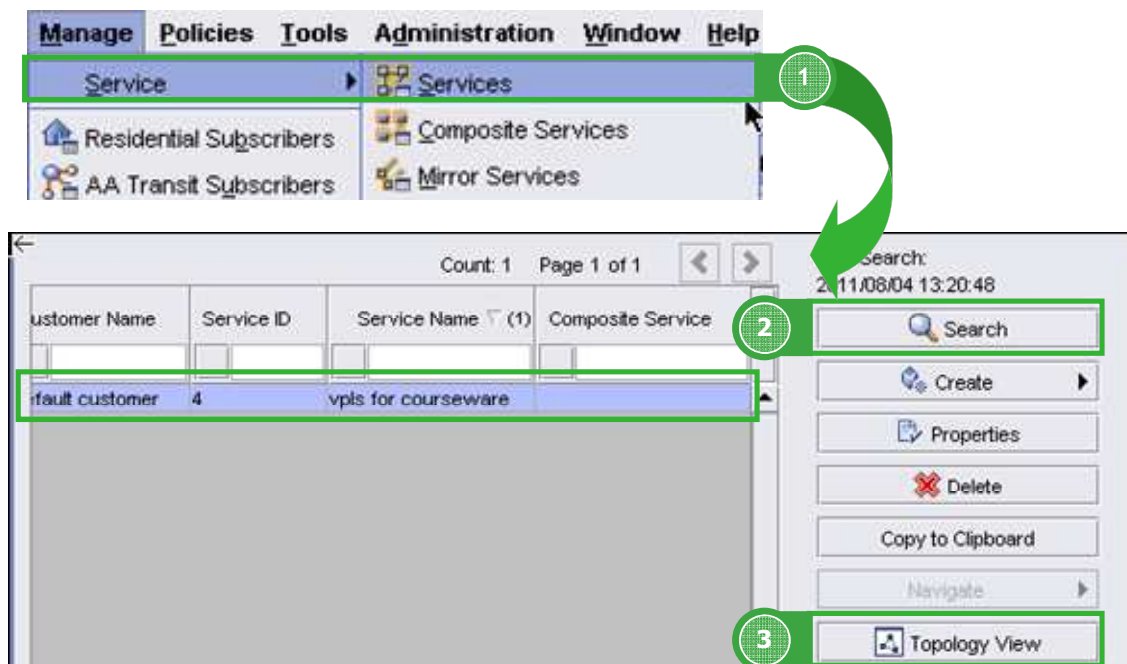 Manage Policies Tools Administration Window Help
Service Services
1
Residential Subscribers Composite Services
AA Transit Subscribers Mirror Services
Count: 1 Page 1 of 1
Search:
2011/08/04 13:20:48
ustomer Name Service ID Service Name (1) Composite Service
2
Search
fault customer 4 vpls for courseware
Create
Properties
Delete
Copy to Clipboard
Navigate
3
Topology View